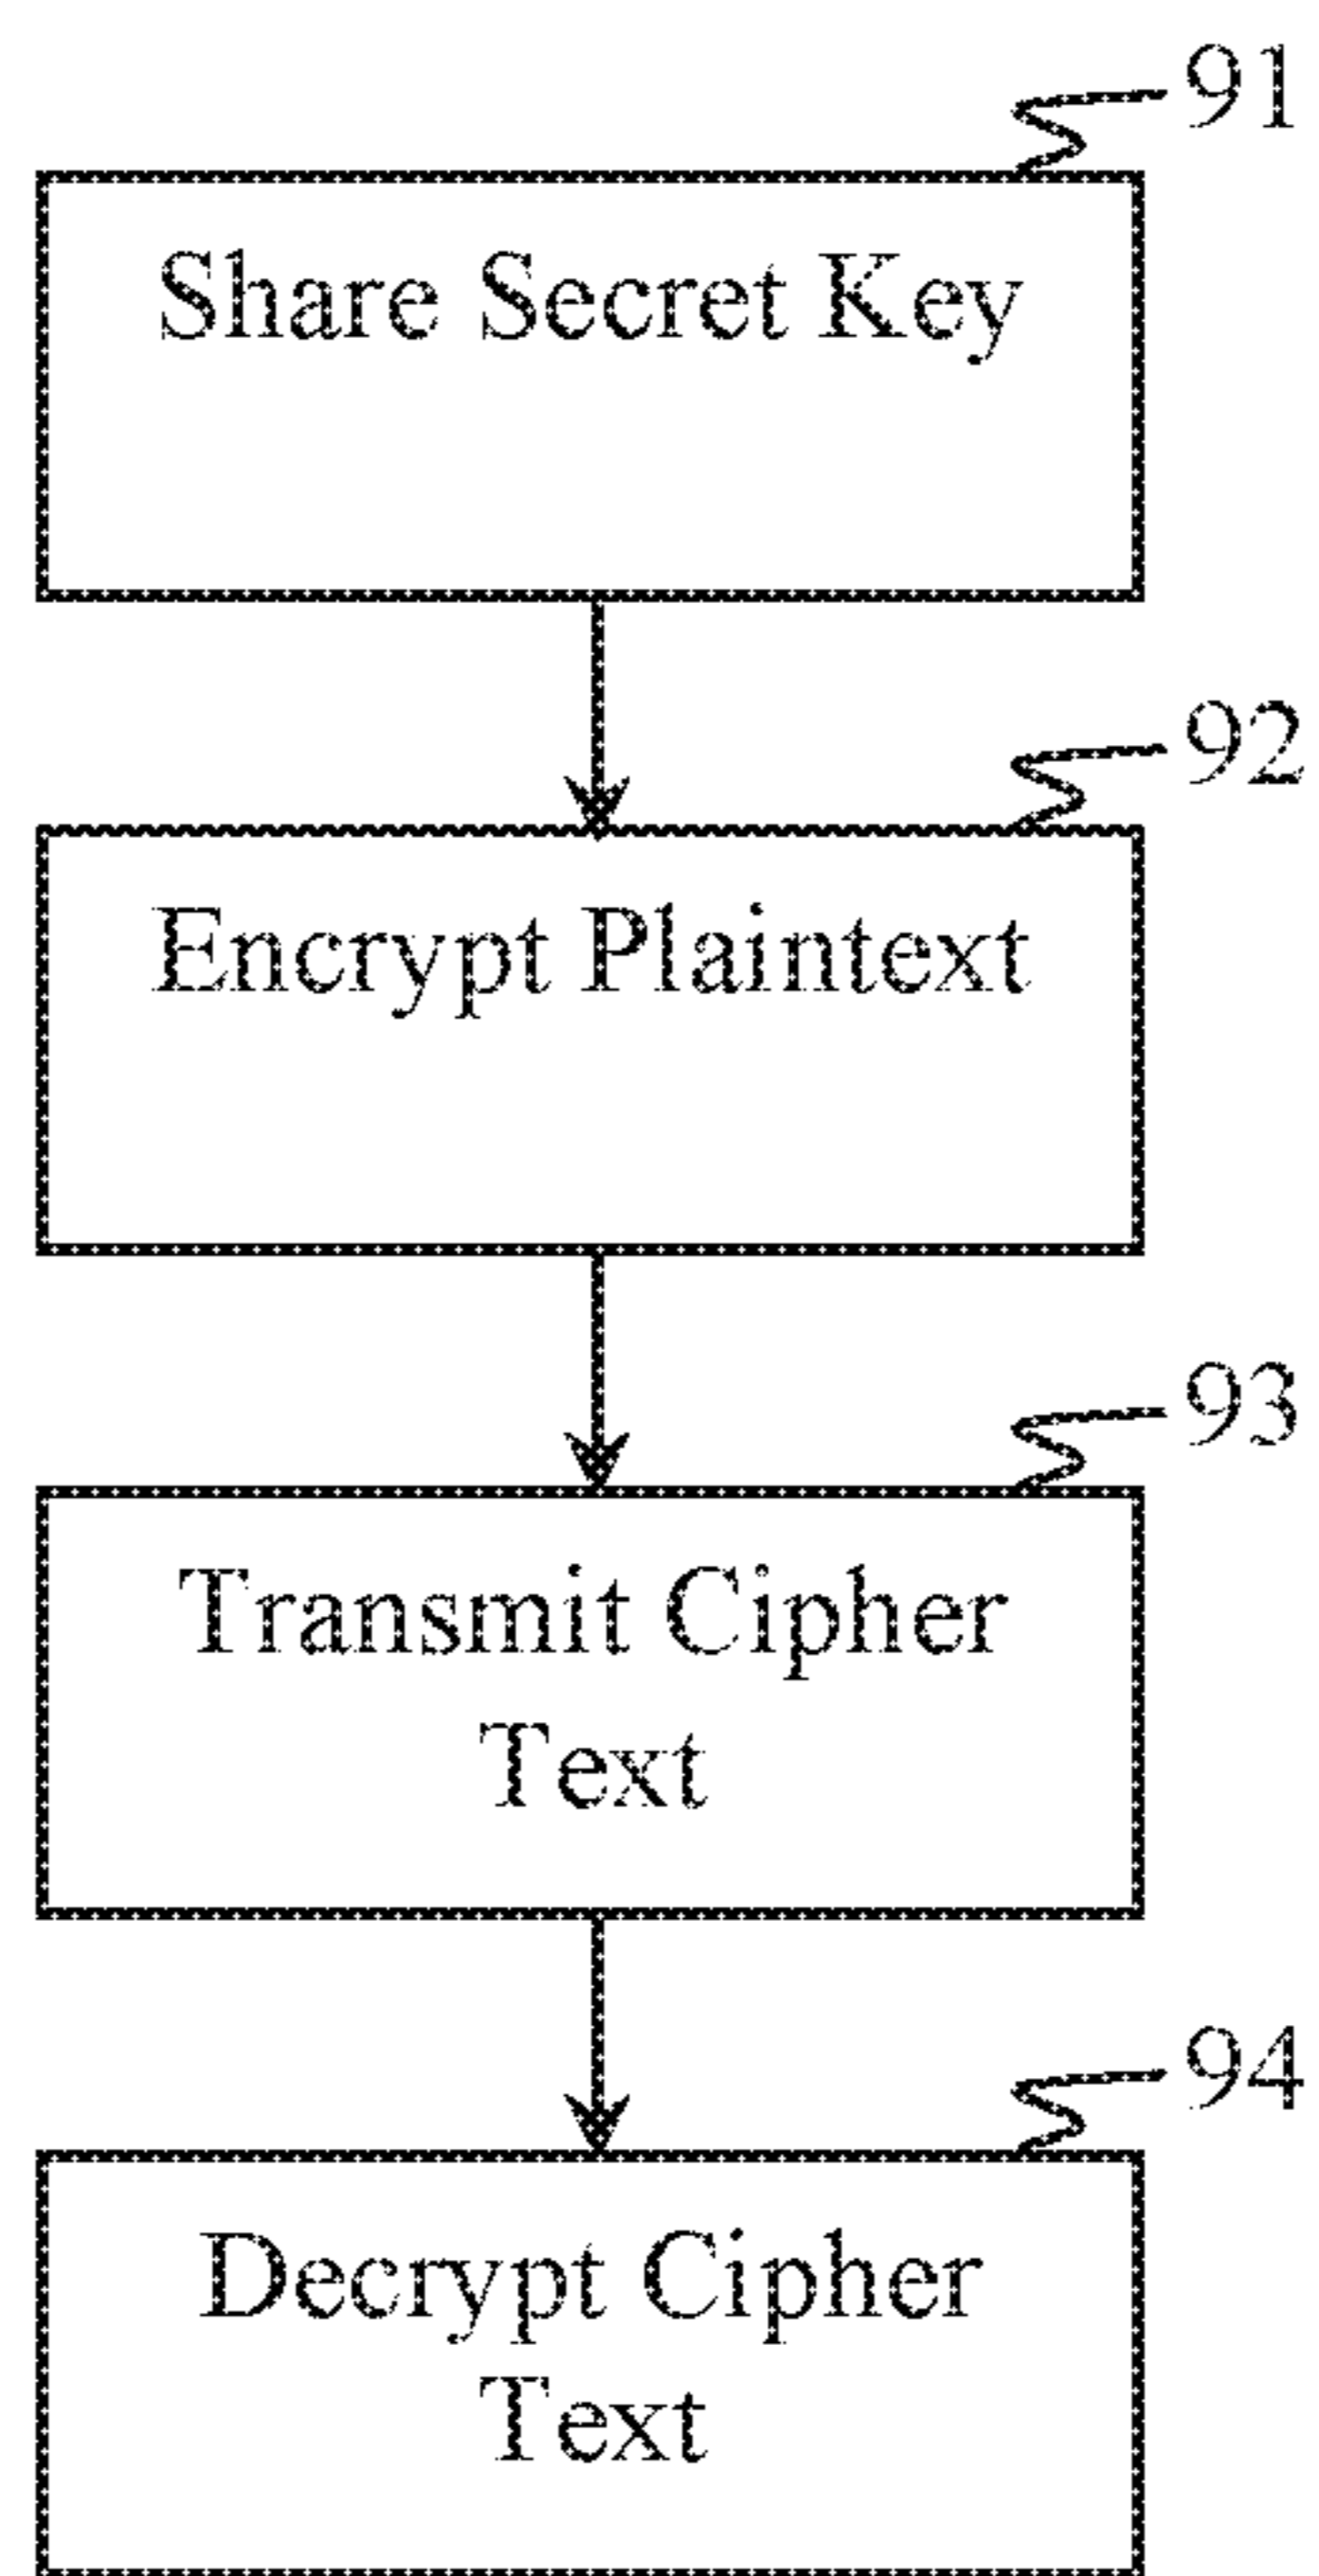 91
Share Secret Key
92
Encrypt Plaintext
93
Transmit Cipher
Text
94
Decrypt Cipher
Text